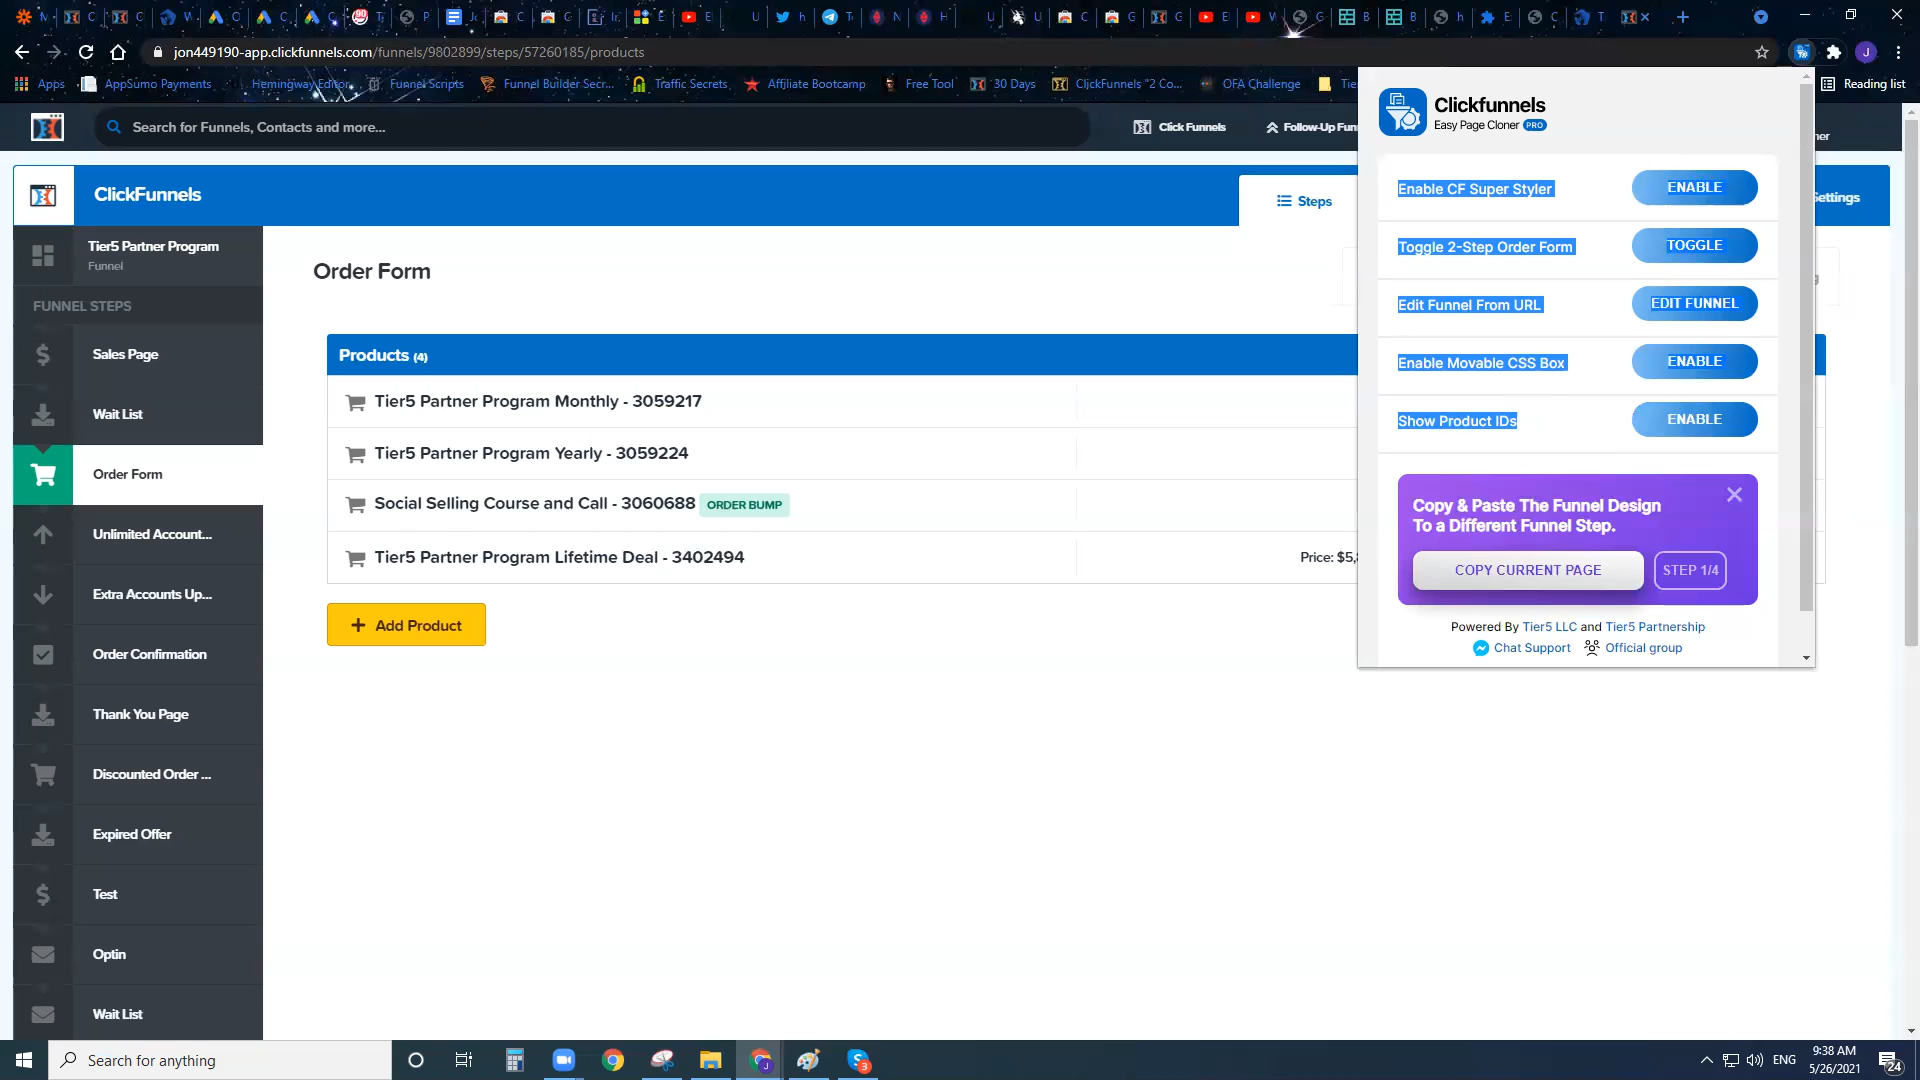 jon449190-app.clickfunnels.com/funnels/9802899/steps/57260185/products
Apps
AppSumo Payments
Hemingway Editor
Funnel Scripts
Funnel Builder Secr...
Traffic Secrets
Affiliate Bootcamp
Free Tool
30 Days
ClickFunnels "2 Co...
OFA Challenge
Tie
Reading list
Search for Funnels, Contacts and more...
Click Funnels
Follow-Up Fun
ner
ClickFunnels
Steps
Settings
Tier5 Partner Program
Funnel
FUNNEL STEPS
Sales Page
Wait List
Order Form
Unlimited Account...
Extra Accounts Up...
Order Confirmation
Thank You Page
Discounted Order ...
Expired Offer
Test
Optin
Wait List
Order Form
Products (4)
Tier5 Partner Program Monthly - 3059217
Tier5 Partner Program Yearly - 3059224
Social Selling Course and Call - 3060688 ORDER BUMP
Tier5 Partner Program Lifetime Deal - 3402494
Price: $5,8
+ Add Product
Clickfunnels
Easy Page Cloner PRO
Enable CF Super Styler ENABLE
Toggle 2-Step Order Form TOGGLE
Edit Funnel From URL EDIT FUNNEL
Enable Movable CSS Box ENABLE
Show Product IDs ENABLE
Copy & Paste The Funnel Design
To a Different Funnel Step.
COPY CURRENT PAGE STEP 1/4
Powered By Tier5 LLC and Tier5 Partnership
Chat Support Official group
Search for anything
ENG
9:38 AM
5/26/2021
24
3